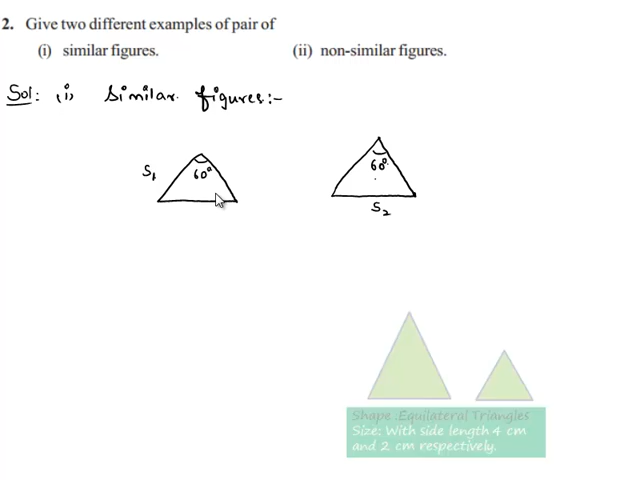 2. Give two different examples of pair of
(i) similar figures. (ii) non-similar figures.
Sol: (i) Similar figures:-
S1 60° 60°
S2
Shape .Equilateral Triangles
Size: With side length 4 cm
and 2 cm respectively.